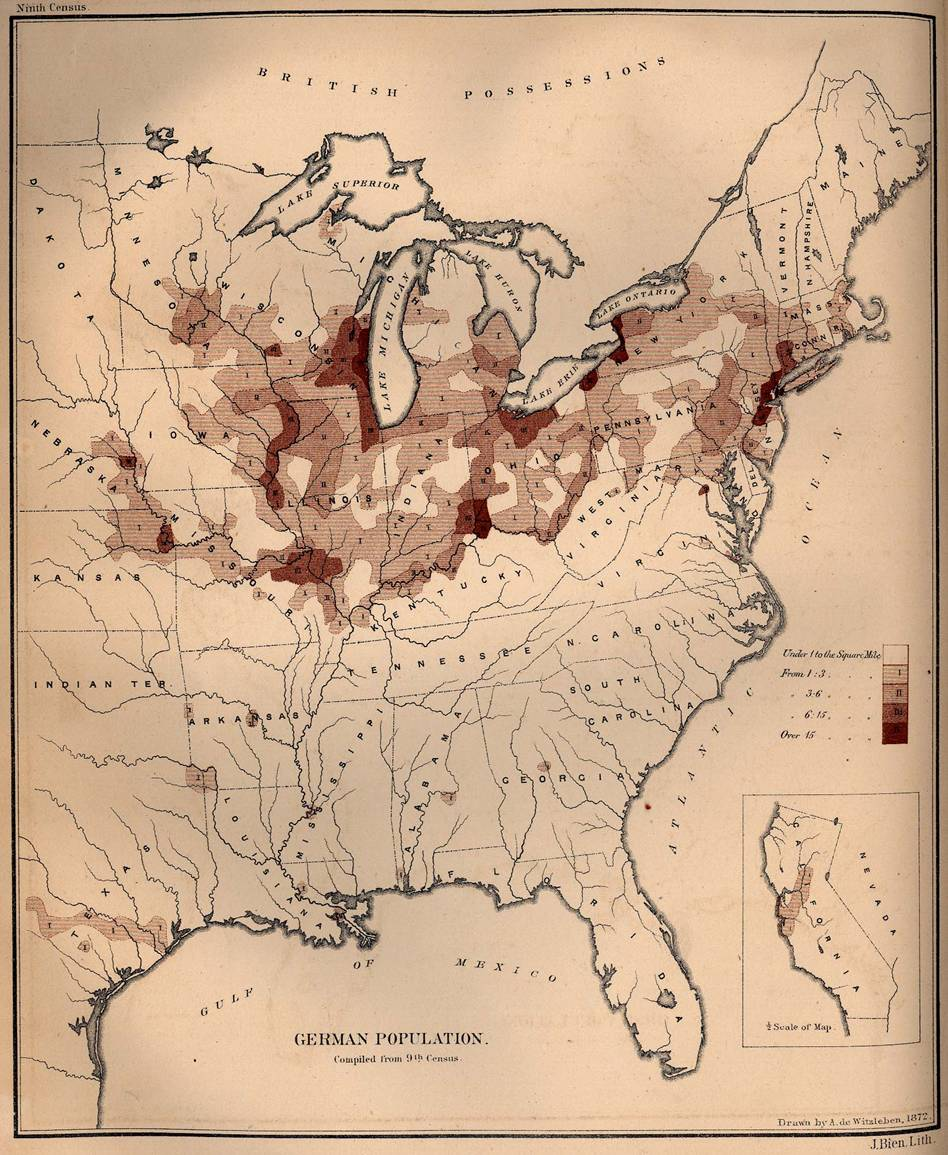 Ninth Census.
BRITISH POSSESSIONS
LAKE SUPERIOR
MAINE
DAKOTA
MINNESOTA
WISCONSIN
MICHIGAN
LAKE MICHIGAN
LAKE HURON
LAKE ONTARIO
LAKE ERIE
VERMONT
N. HAMPSHIRE
MASS
CONN
R I
NEW YORK
PENNSYLVANIA
N J
DEL
MAR
NEBRASKA
IOWA
ILLINOIS
INDIANA
OHIO
WEST VIRGINIA
VIRGINIA
KANSAS
MISSOURI
KENTUCKY
TENNESSEE
N. CAROLINA
INDIAN TER.
ARKANSAS
SOUTH CAROLINA
MISSISSIPPI
ALABAMA
GEORGIA
TEXAS
LOUISIANA
FLORIDA
ATLANTIC OCEAN
GULF OF MEXICO
Under 1 to the Square Mile
From 1:3
3-6
6:15
Over 15
I
II
III
CALIFORNIA
NEVADA
½ Scale of Map.
GERMAN POPULATION.
Compiled from 9th Census.
Drawn by A. de Witzleben, 1872.
J. Bien, Lith.